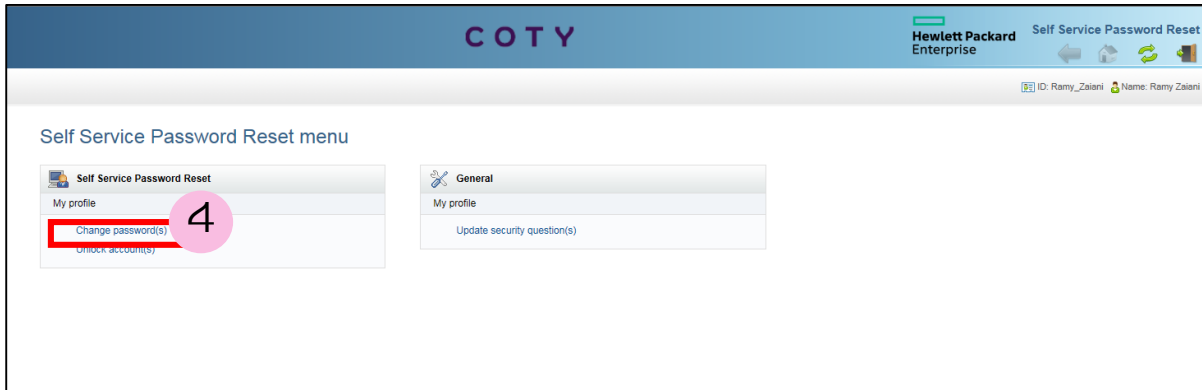 COTY
Hewlett Packard
Enterprise
Self Service Password Reset
ID: Ramy_Zaiani Name: Ramy Zaiani
Self Service Password Reset menu
Self Service Password Reset
My profile
Change password(s)
4
Unlock account(s)
General
My profile
Update security question(s)